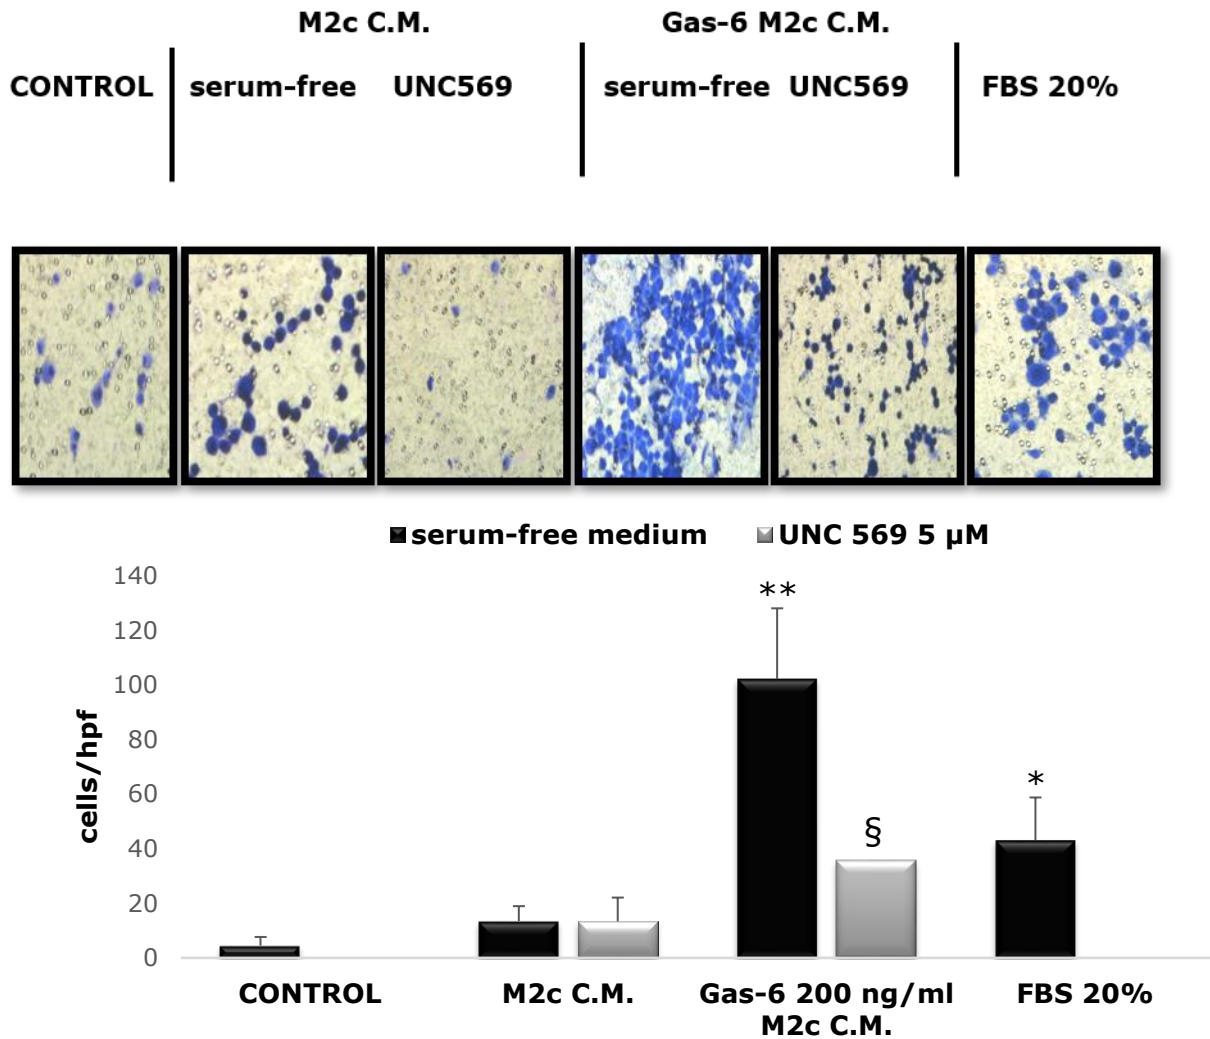 M2c C.M. Gas-6 M2c C.M.
CONTROL serum-free UNC569 serum-free UNC569 FBS 20%
serum-free medium UNC 569 5 µM
140
**
120
100
80
*
60
§
40
20
0
cells/hpf
CONTROL M2c C.M. Gas-6 200 ng/ml FBS 20%
M2c C.M.